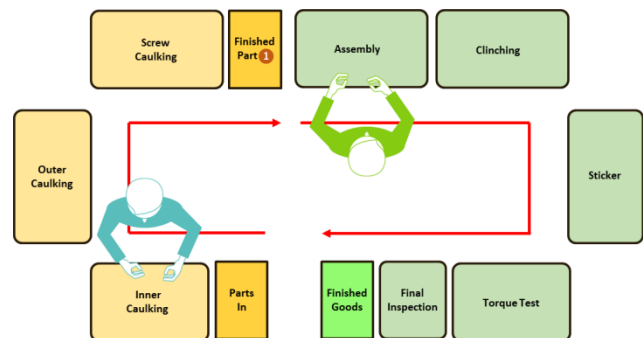 Screw
Caulking
Finished
Part 1
Assembly
Clinching
Outer
Caulking
Sticker
Inner
Caulking
Parts
In
Finished
Goods
Final
Inspection
Torque Test